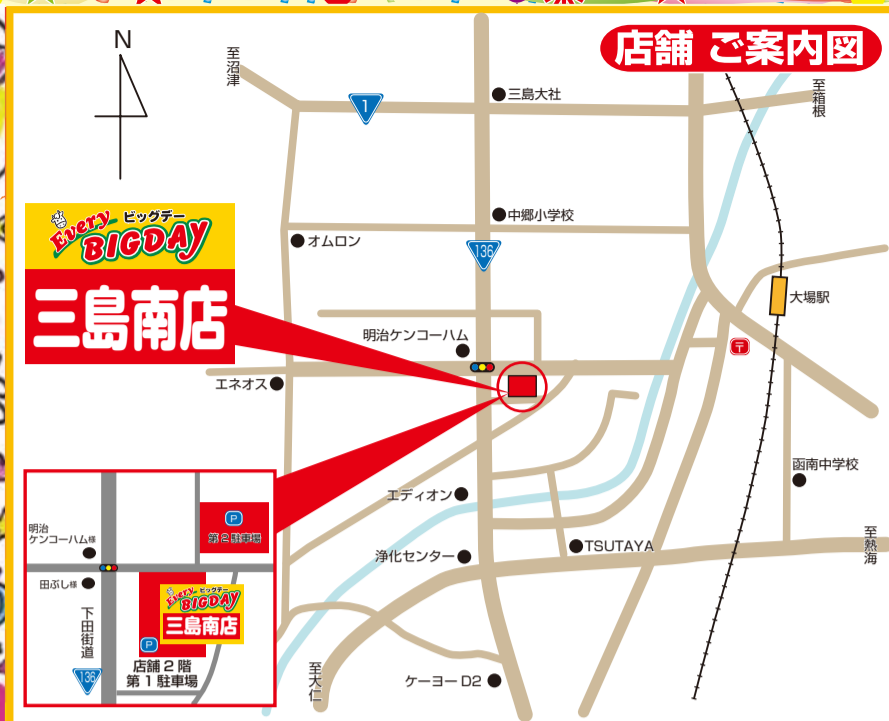 店舗 ご案内図
N
至沼津
1
三島大社
至箱根
中郷小学校
136
オムロン
Every
ビッグデー
BIGDAY
三島南店
大場駅
明治ケンコーハム
〒
エネオス
函南中学校
エディオン
至熱海
浄化センター
TSUTAYA
至大仁
ケーヨーD2
P
第2駐車場
明治
ケンコーハム様
田ぶし様
Every
ビッグデー
BIGDAY
三島南店
下田街道
136
P
店舗2階
第1駐車場